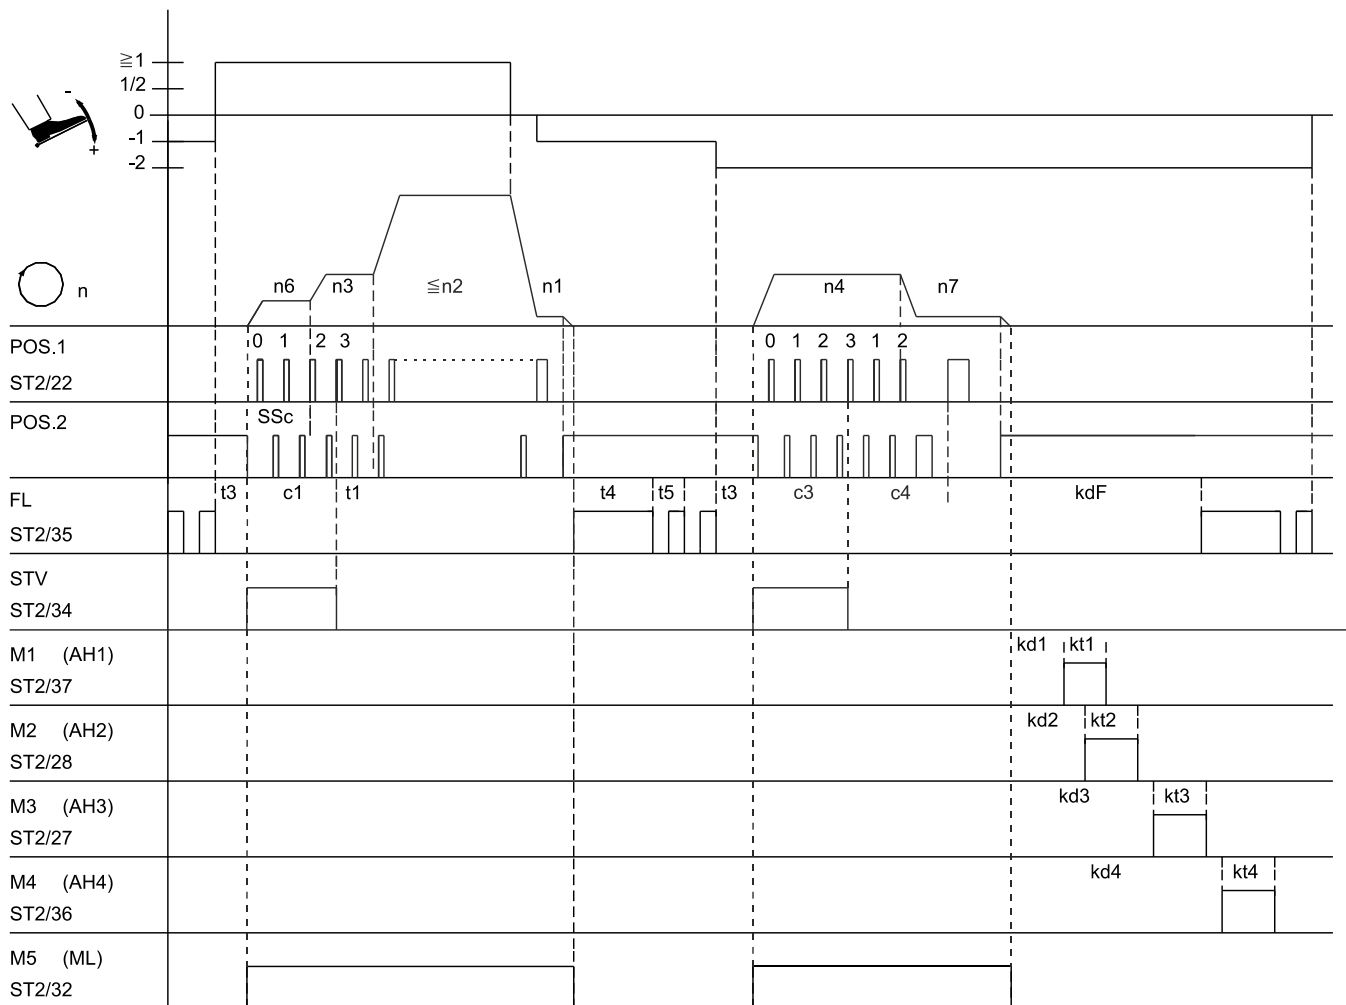 ≧1
1/2
0
-1
-2
-
+
n
n6 n3 ≦n2 n1 n4 n7
POS.1 0 1 2 3 0 1 2 3 1 2
ST2/22
POS.2 SSc
FL t3 c1 t1 t4 t5 t3 c3 c4 kdF
ST2/35
STV
ST2/34
M1 (AH1) kd1 kt1
ST2/37
M2 (AH2) kd2 kt2
ST2/28
M3 (AH3) kd3 kt3
ST2/27
M4 (AH4) kd4 kt4
ST2/36
M5 (ML)
ST2/32